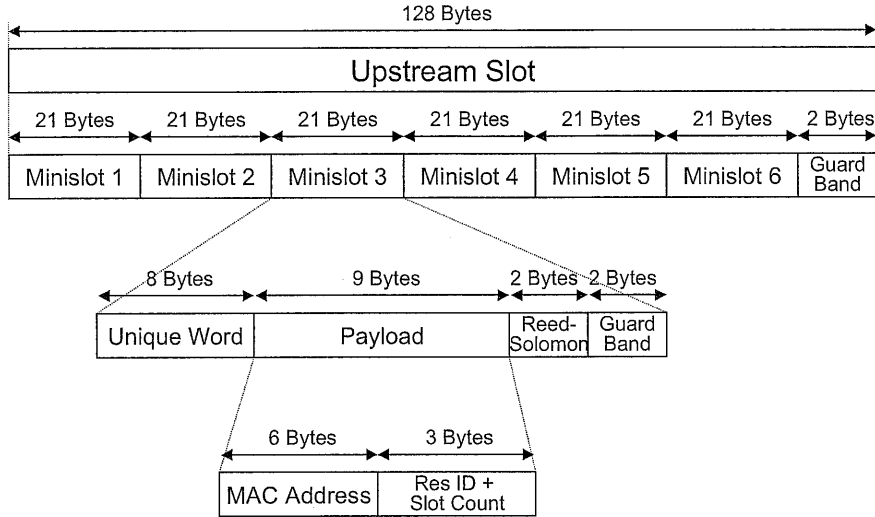 128 Bytes
Upstream Slot
21 Bytes 21 Bytes 21 Bytes 21 Bytes 21 Bytes 21 Bytes 2 Bytes
Minislot 1 Minislot 2 Minislot 3 Minislot 4 Minislot 5 Minislot 6 Guard
Band
8 Bytes 9 Bytes 2 Bytes 2 Bytes
Unique Word Payload Reed- Guard
Solomon Band
6 Bytes 3 Bytes
MAC Address Res ID +
Slot Count